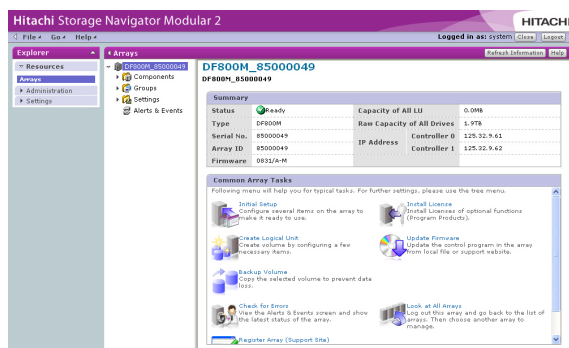 Hitachi Storage Navigator Modular 2
HITACHI
File Go Help
Logged in as: system Close Logout
Explorer
Arrays
Refresh Information Help
Resources
Arrays
Administration
Settings
DF800M_85000049
Components
Groups
Settings
Alerts & Events
DF800M_85000049
DF800M_85000049
Summary
Status Ready Capacity of All LU 0.0MB
Type DF800M Raw Capacity of All Drives 1.9TB
Serial No. 85000049 IP Address Controller 0 125.32.9.61
Array ID 85000049 Controller 1 125.32.9.62
Firmware 0831/A-M
Common Array Tasks
Following menu will help you for typical tasks. For further settings, please use the tree menu.
Initial Setup
Configure several items on the array to
make it ready to use.
Install License
Install Licenses of optional functions
(Program Products).
Create Logical Unit
Create volume by configuring a few
necessary items.
Update Firmware
Update the control program in the array
from local file or support website.
Backup Volume
Copy the selected volume to prevent data
loss.
Check for Errors
View the Alerts & Events screen and show
the latest status of the array.
Look at All Arrays
Log out this array and go back to the list of
arrays. Then choose another array to
manage.
Register Array (Support Site)